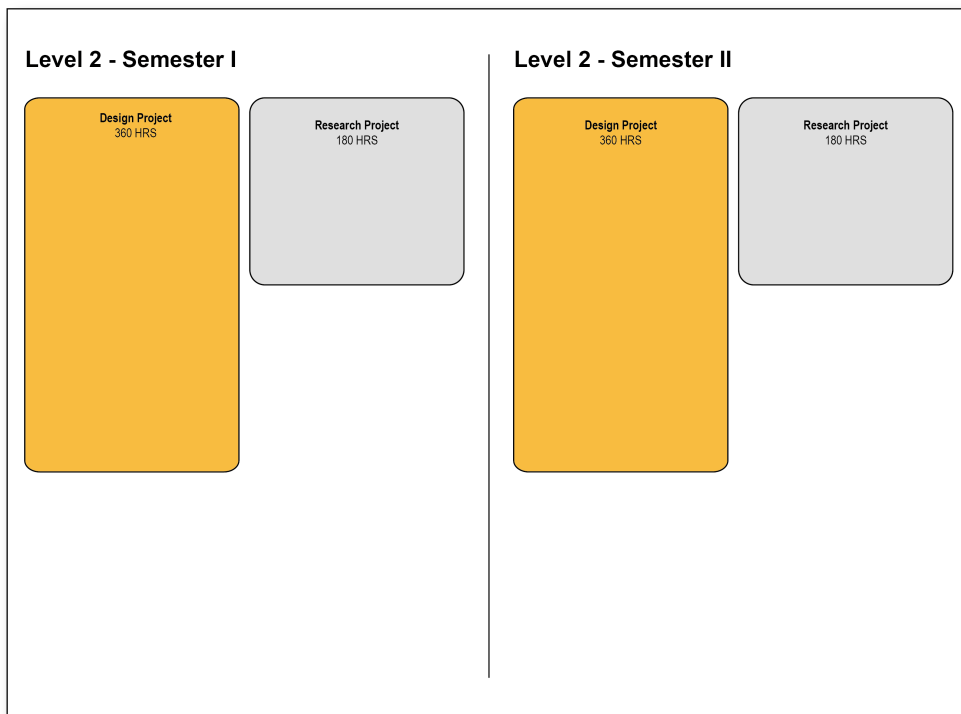 Level 2 - Semester I
Design Project
360 HRS
Research Project
180 HRS
Level 2 - Semester II
Design Project
360 HRS
Research Project
180 HRS